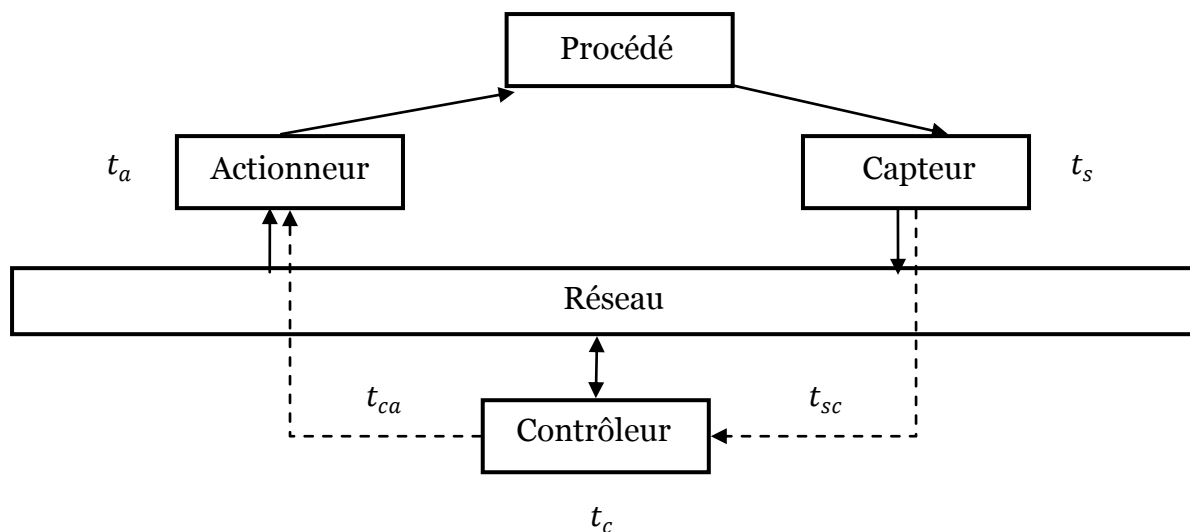 Procédé
t_a
Actionneur
Capteur
t_s
Réseau
t_ca
t_sc
Contrôleur
t_c